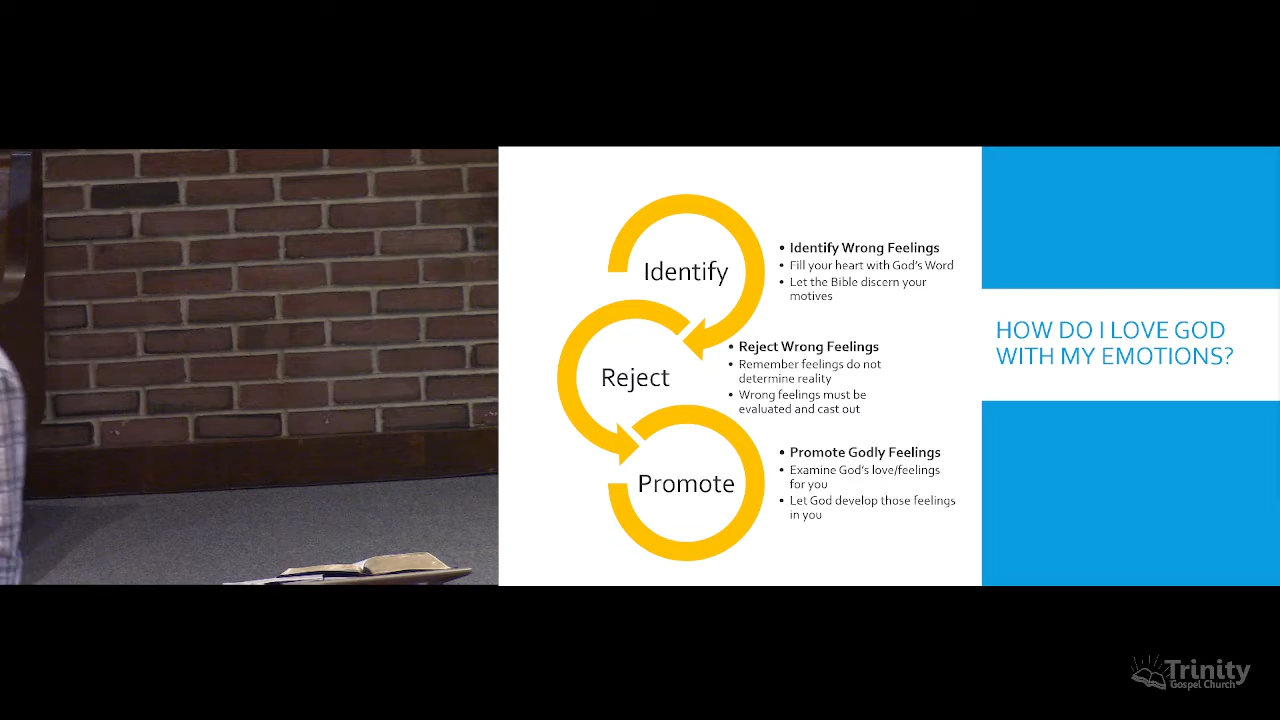 Identify
• Identify Wrong Feelings
• Fill your heart with God's Word
• Let the Bible discern your
motives
Reject
• Reject Wrong Feelings
• Remember feelings do not
determine reality
• Wrong feelings must be
evaluated and cast out
Promote
• Promote Godly Feelings
• Examine God's love/feelings
for you
• Let God develop those feelings
in you
HOW DO I LOVE GOD
WITH MY EMOTIONS?
Trinity
Gospel Church